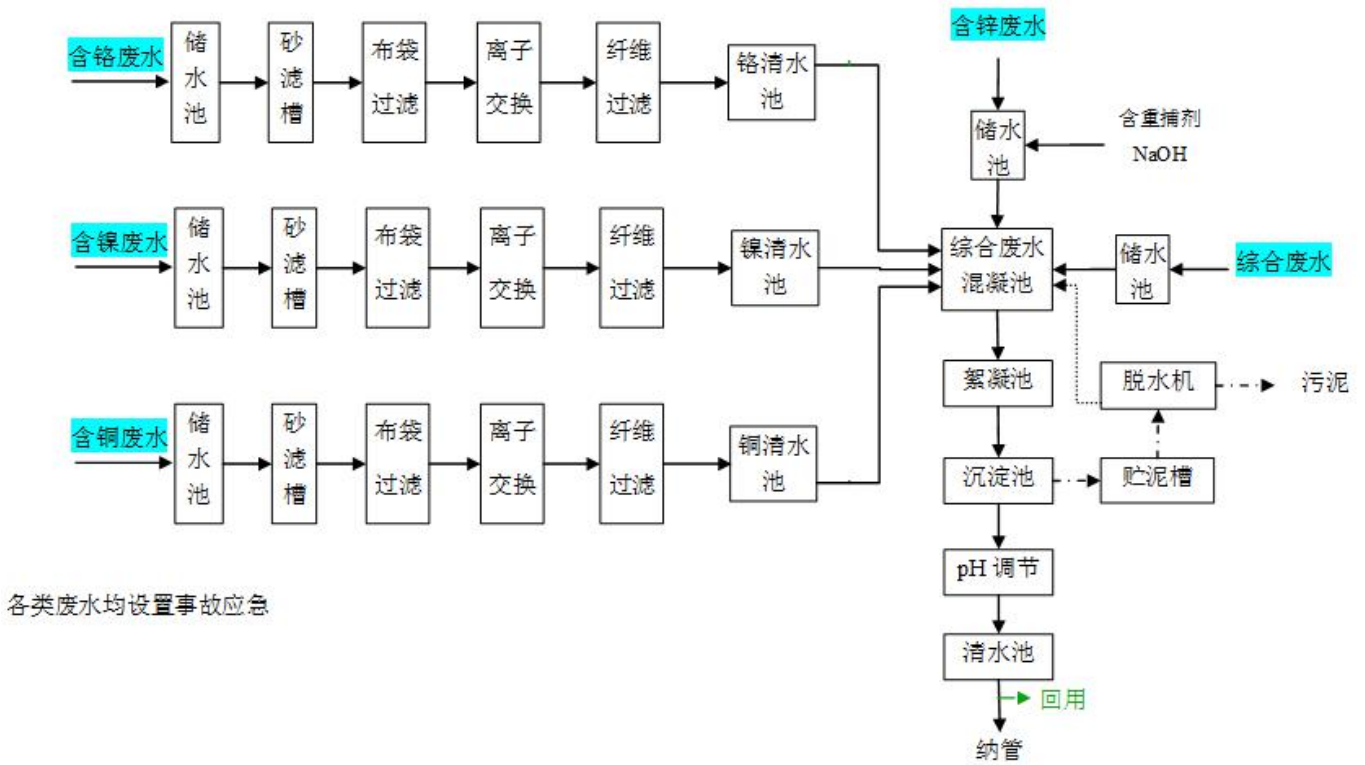 含铬废水
储
水
池
砂
滤
槽
布袋
过滤
离子
交换
纤维
过滤
铬清水
池
含锌废水
储水
池
含重捕剂
NaOH
含镍废水
储
水
池
砂
滤
槽
布袋
过滤
离子
交换
纤维
过滤
镍清水
池
综合废水
混凝池
储水
池
综合废水
絮凝池
脱水机
污泥
含铜废水
储
水
池
砂
滤
槽
布袋
过滤
离子
交换
纤维
过滤
铜清水
池
沉淀池
贮泥槽
pH 调节
各类废水均设置事故应急
清水池
回用
纳管